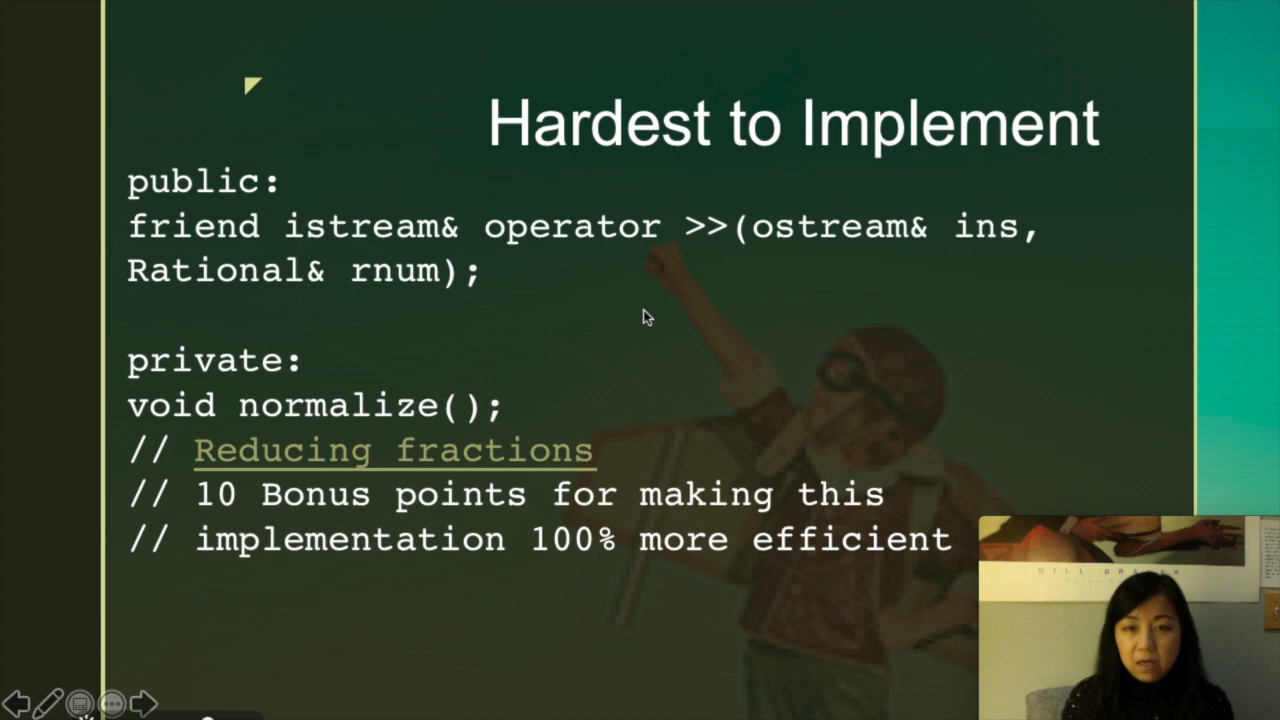 Hardest to Implement
public:
friend istream& operator >>(ostream& ins,
Rational& rnum);
private:
void normalize();
// Reducing fractions
// 10 Bonus points for making this
// implementation 100% more efficient